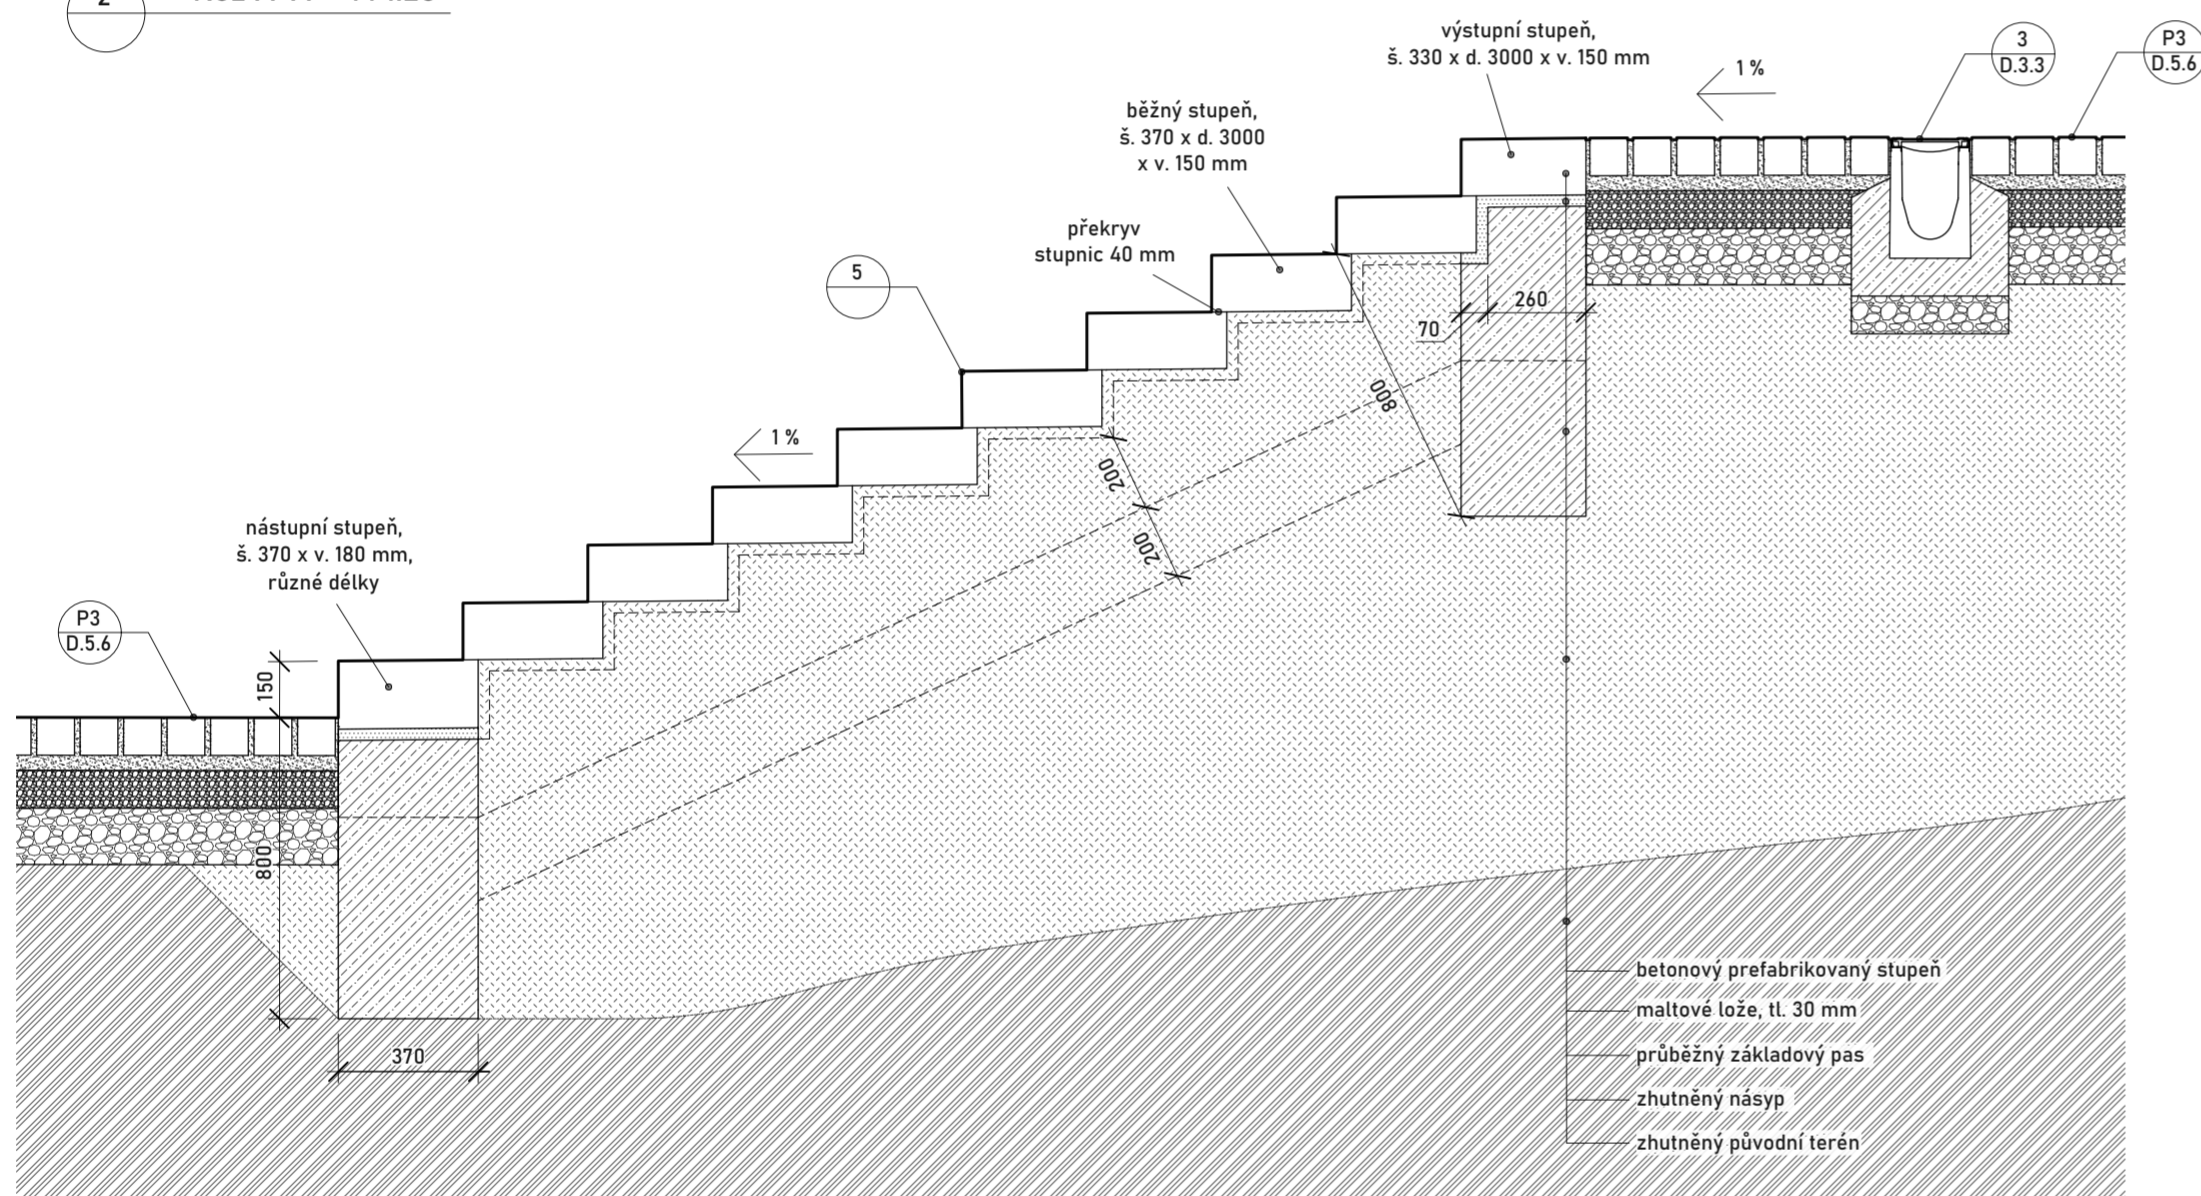 2
výstupní stupeň,
š. 330 x d. 3000 x v. 150 mm
1 %
3
D.3.3
P3
D.5.6
běžný stupeň,
š. 370 x d. 3000
x v. 150 mm
překryv
stupnic 40 mm
5
260
70
800
1 %
200
200
nástupní stupeň,
š. 370 x v. 180 mm,
různé délky
P3
D.5.6
150
800
370
betonový prefabrikovaný stupeň
maltové lože, tl. 30 mm
průběžný základový pas
zhutněný násyp
zhutněný původní terén